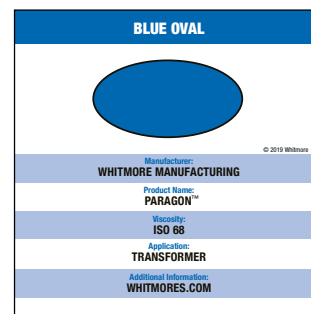 BLUE OVAL
© 2019 Whitmore
Manufacturer:
WHITMORE MANUFACTURING
Product Name:
PARAGON™
Viscosity:
ISO 68
Application:
TRANSFORMER
Additional Information:
WHITMORES.COM